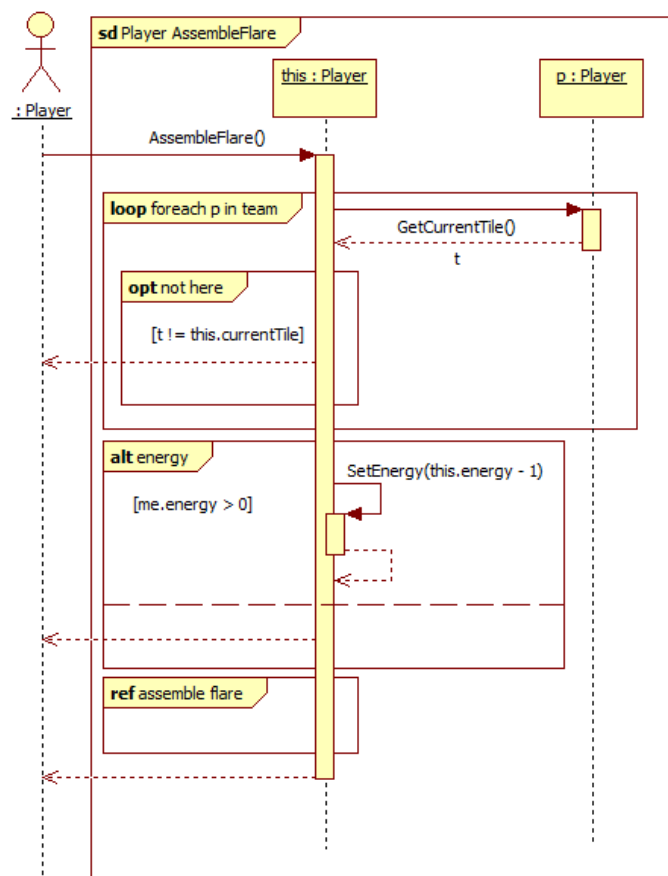 sd Player AssembleFlare
: Player
this : Player
p : Player
AssembleFlare()
loop foreach p in team
GetCurrentTile()
t
opt not here
[t != this.currentTile]
alt energy
SetEnergy(this.energy - 1)
[me.energy > 0]
ref assemble flare